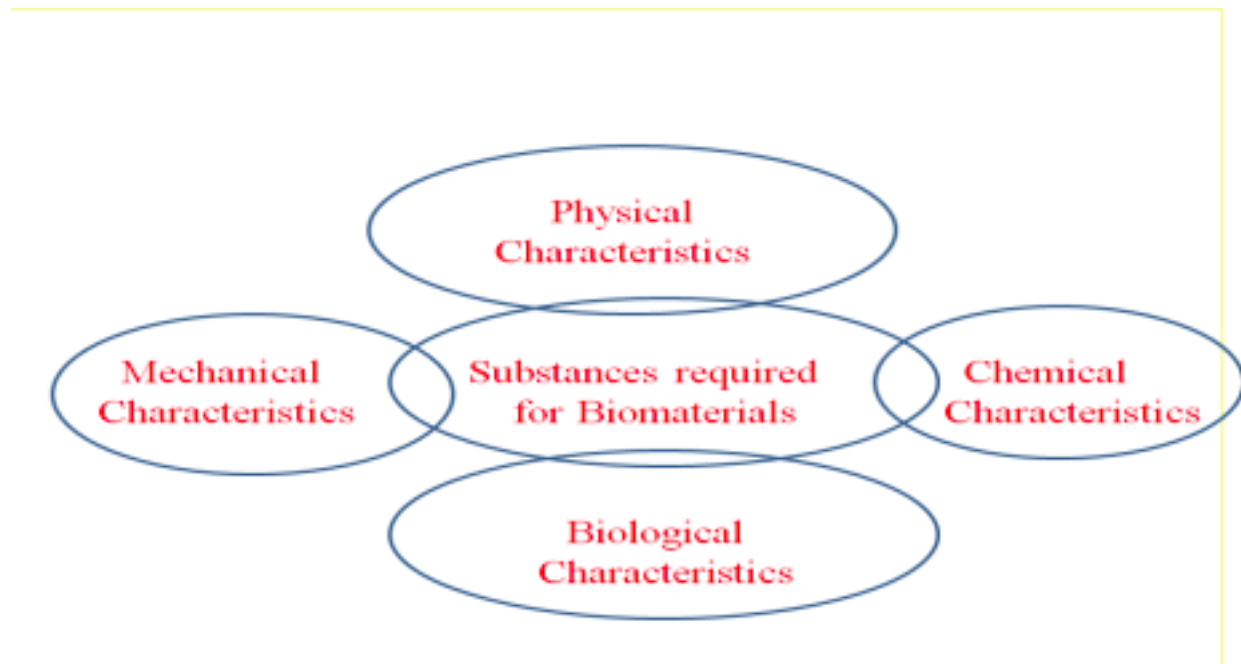 Physical
Characteristics
Mechanical
Characteristics
Substances required
for Biomaterials
Chemical
Characteristics
Biological
Characteristics